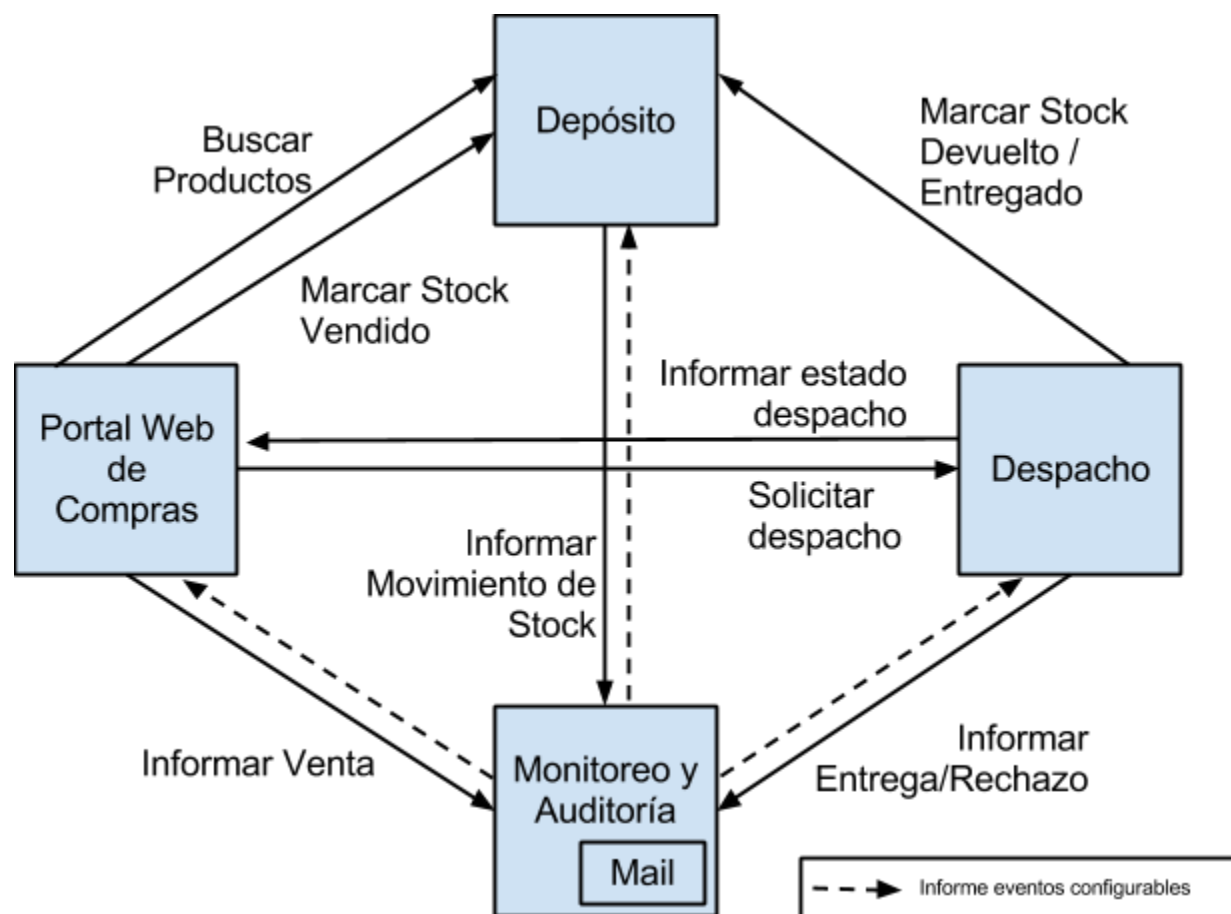 Depósito
Buscar
Productos
Marcar Stock
Devuelto /
Entregado
Marcar Stock
Vendido
Portal Web
de
Compras
Informar estado
despacho
Despacho
Solicitar
despacho
Informar
Movimiento de
Stock
Informar Venta
Monitoreo y
Auditoría
Mail
Informar
Entrega/Rechazo
Informe eventos configurables